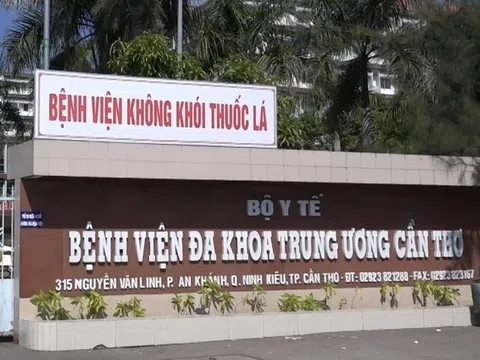 BỆNH VIỆN KHÔNG KHÓI THUỐC LÁ
BỘ Y TẾ
BỆNH VIỆN ĐA KHOA TRUNG ƯƠNG CẦN THƠ
315 NGUYỄN VĂN LINH, P. AN KHÁNH, Q. NINH KIỀU, TP. CẦN THƠ - ĐT: 02923 821288 - FAX: 02923 823167